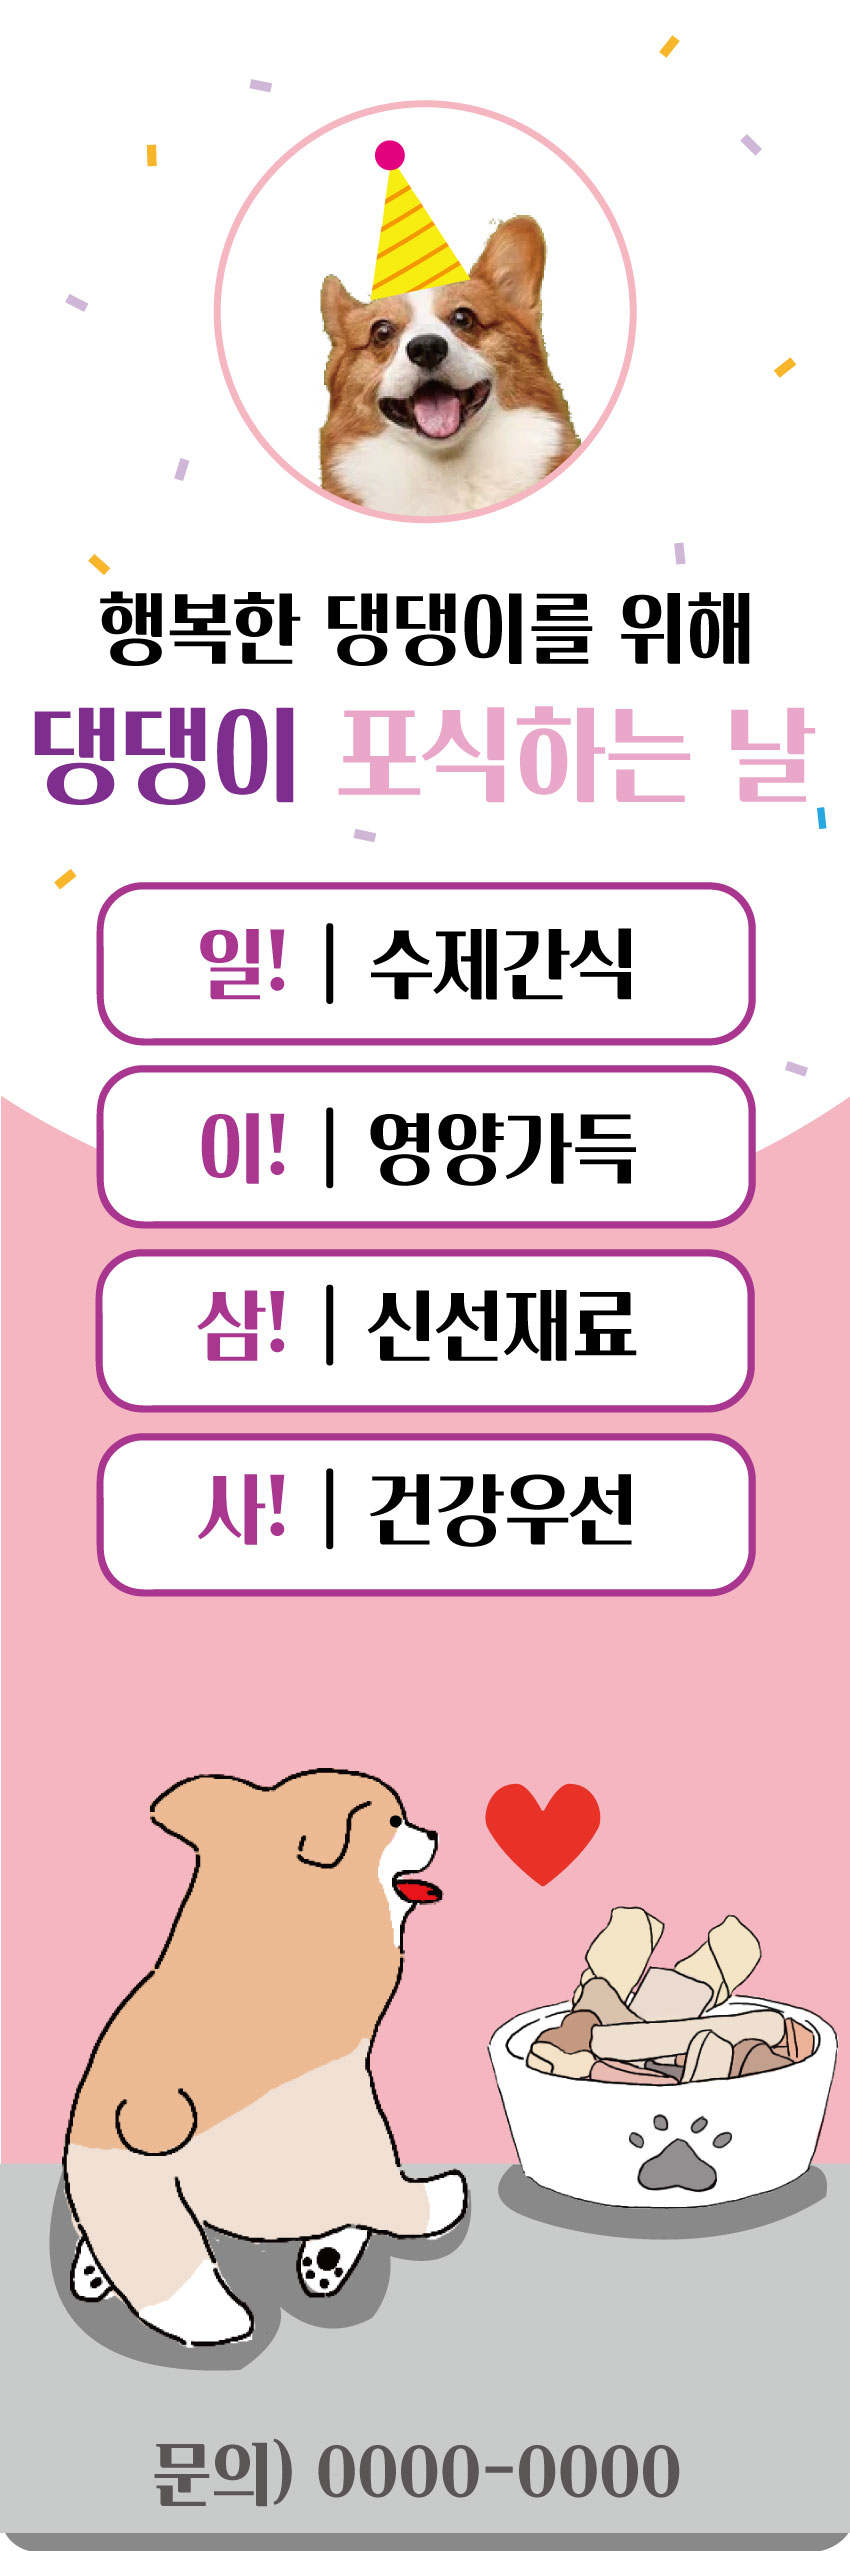 행복한 댕댕이를 위해
댕댕이 포식하는 날
일! | 수제간식
이! | 영양가득
삼! | 신선재료
사! | 건강우선
문의) 0000-0000